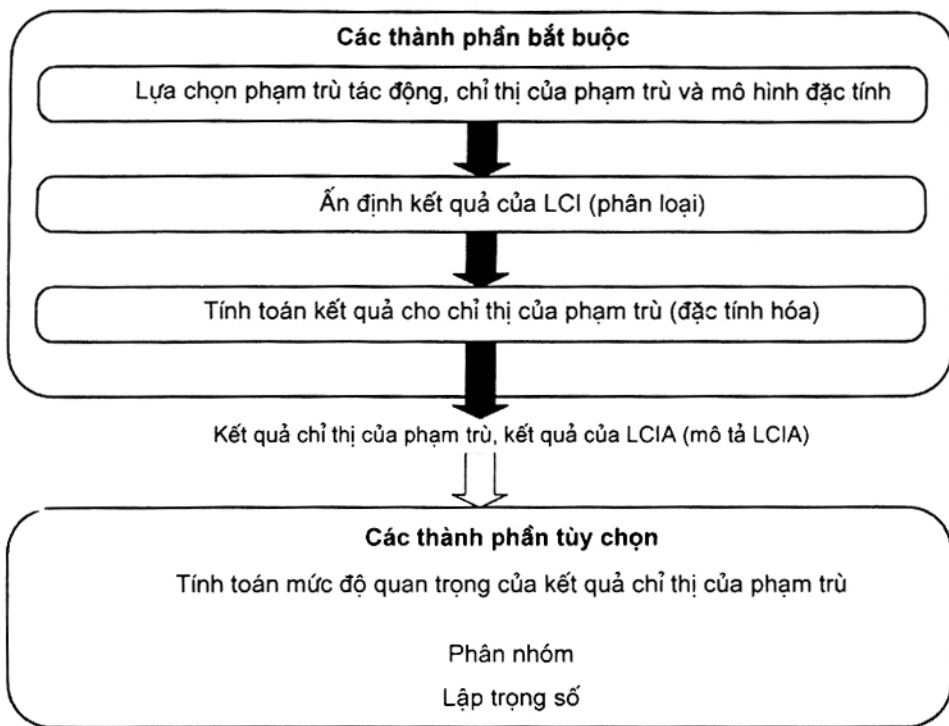 Các thành phần bắt buộc
Lựa chọn phạm trù tác động, chỉ thị của phạm trù và mô hình đặc tính
Ấn định kết quả của LCI (phân loại)
Tính toán kết quả cho chỉ thị của phạm trù (đặc tính hóa)
Kết quả chỉ thị của phạm trù, kết quả của LCIA (mô tả LCIA)
Các thành phần tùy chọn
Tính toán mức độ quan trọng của kết quả chỉ thị của phạm trù
Phân nhóm
Lập trọng số